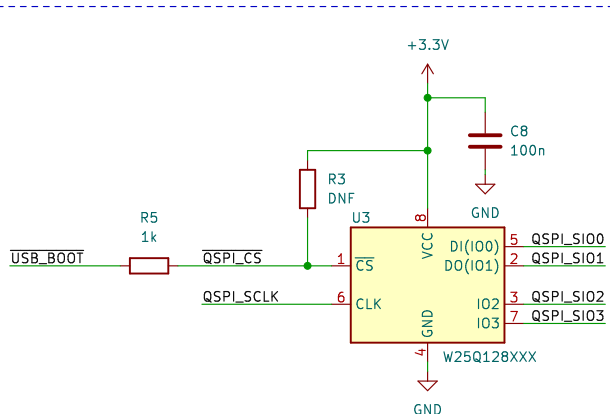 +3.3V
C8
100n
R3
DNF
GND
R5
1k
U3
8
VCC
USB_BOOT
QSPI_CS
1
CS
DI(IO0)
5
QSPI_SIO0
DO(IO1)
2
QSPI_SIO1
QSPI_SCLK
6
CLK
IO2
3
QSPI_SIO2
IO3
7
QSPI_SIO3
GND
4
W25Q128XXX
GND